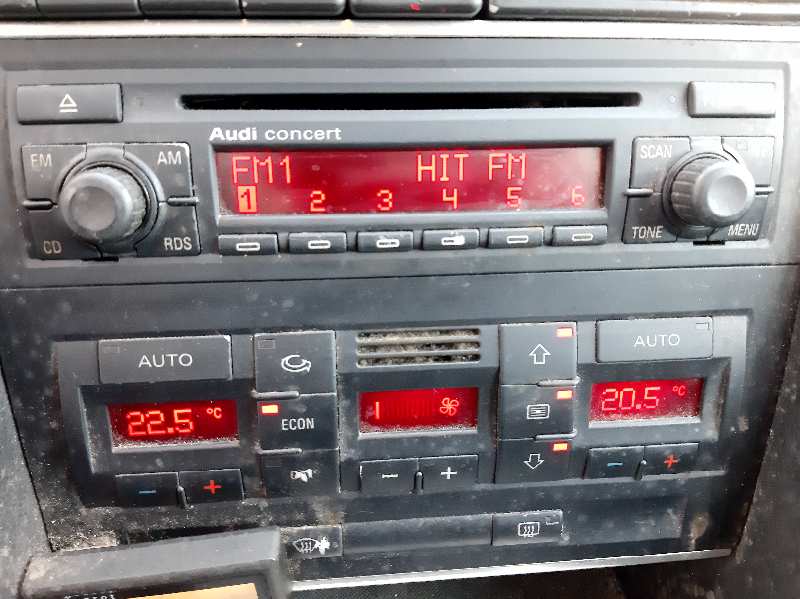 Audi concert
FM AM
FM1 HIT FM
1 2 3 4 5 6
SCAN
CD RDS
TONE MENU
AUTO
AUTO
22.5 °C
ECON
20.5 °C
- +
- +
- +